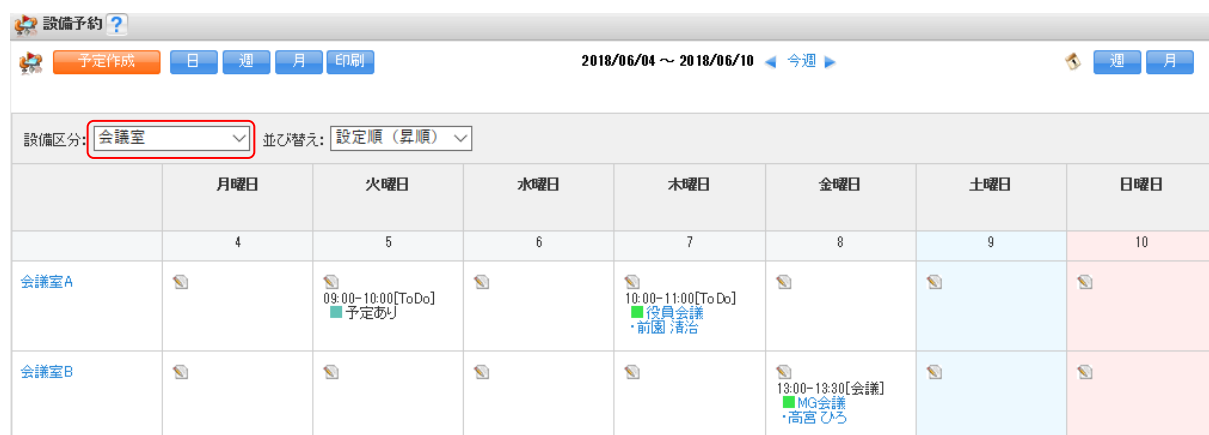 設備予約 ?
予定作成 日 週 月 印刷 2018/06/04 ～ 2018/06/10 今週 週 月
設備区分: 会議室 並び替え: 設定順（昇順）
月曜日 火曜日 水曜日 木曜日 金曜日 土曜日 日曜日
4 5 6 7 8 9 10
会議室A
09:00-10:00[ToDo] 10:00-11:00[ToDo]
予定あり 役員会議
・前園 清治
会議室B
13:00-13:30[会議]
MG会議
・高宮 ひろ